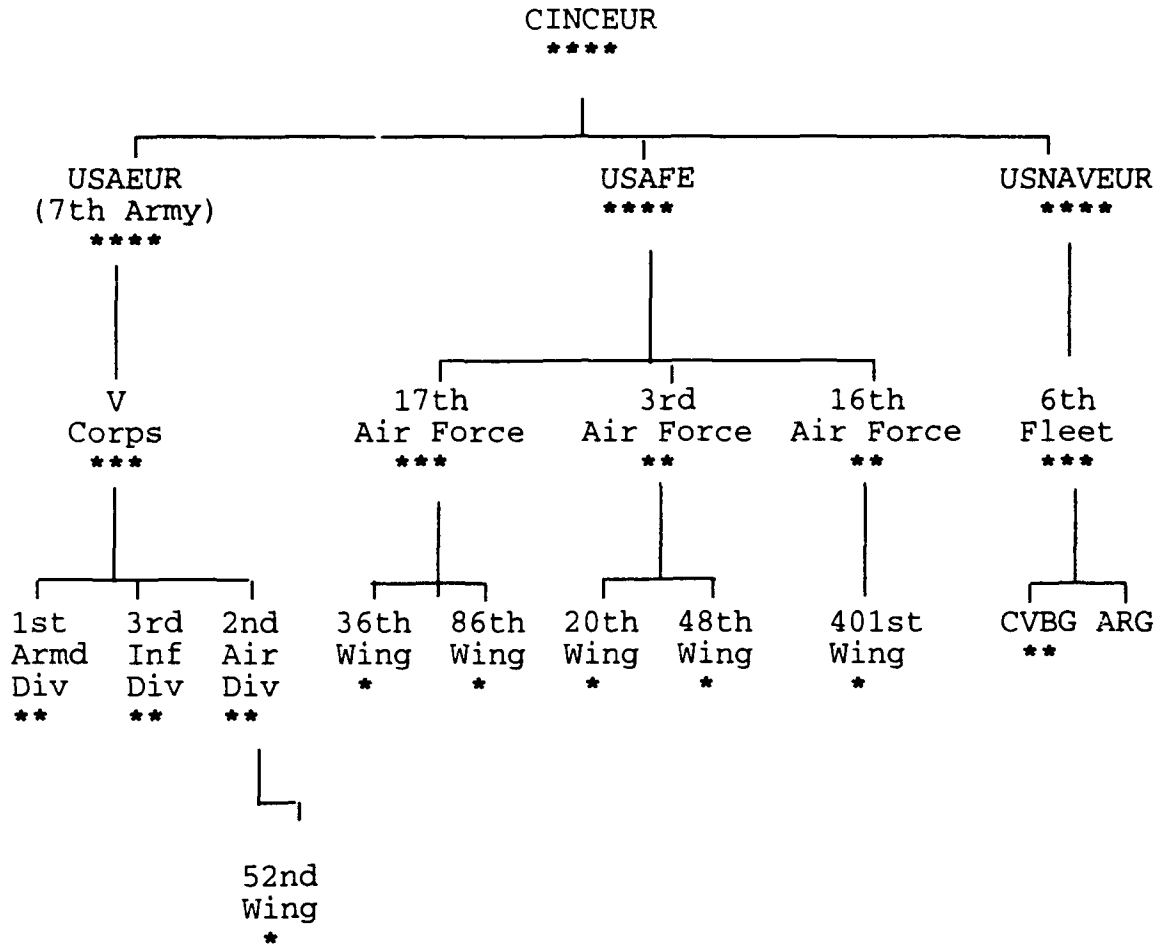 CINCEUR
****
USAEUR
(7th Army)
****
USAFE
****
USNAVEUR
****
V
Corps
***
17th
Air Force
***
3rd
Air Force
**
16th
Air Force
**
6th
Fleet
***
1st
Armd
Div
**
3rd
Inf
Div
**
2nd
Air
Div
**
36th
Wing
*
86th
Wing
*
20th
Wing
*
48th
Wing
*
401st
Wing
*
CVBG
**
ARG
52nd
Wing
*